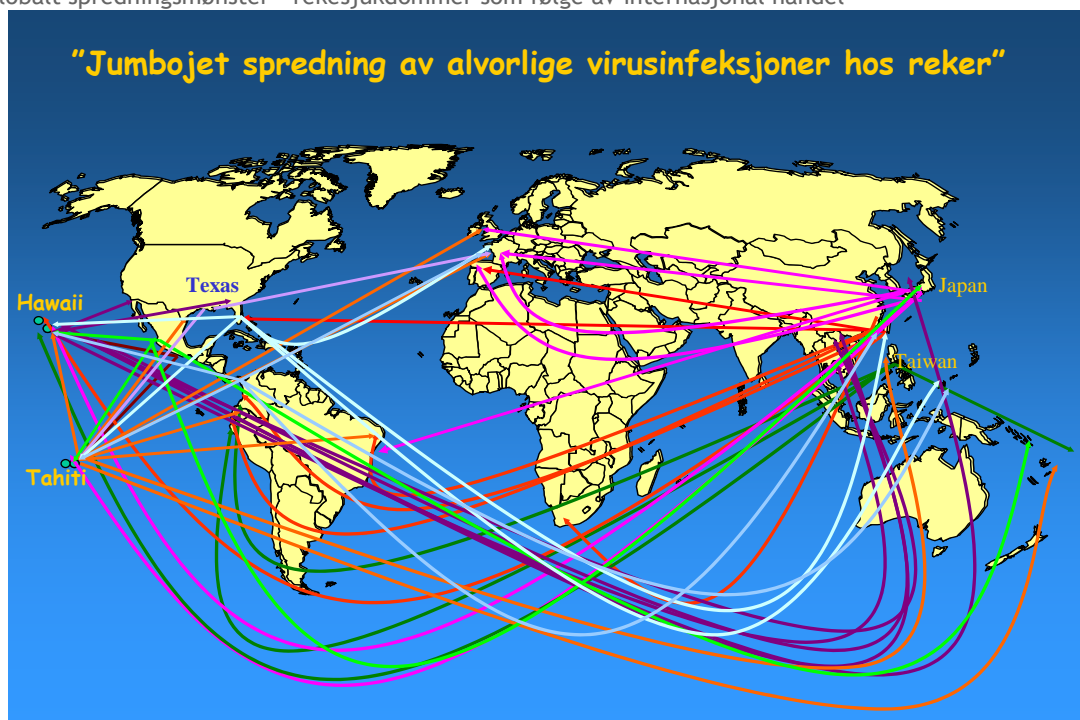 ”Jumbojet spredning av alvorlige virusinfeksjoner hos reker”
Texas
Hawaii
Japan
Taiwan
Tahiti